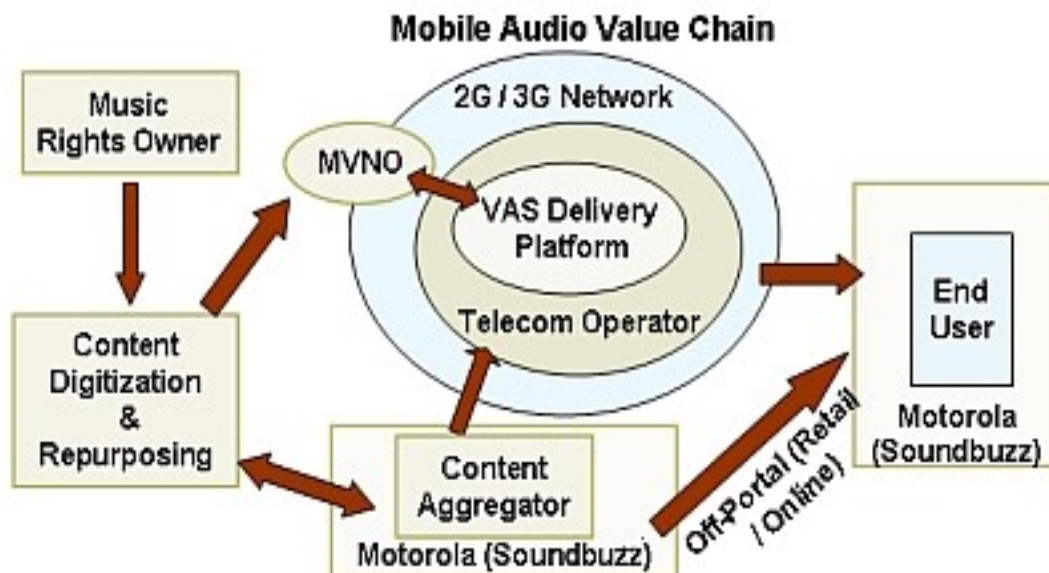 Mobile Audio Value Chain
Music
Rights Owner
2G / 3G Network
MVNO
VAS Delivery
Platform
Telecom Operator
End
User
Motorola
(Soundbuzz)
Content
Digitization
&
Repurposing
Content
Aggregator
Motorola (Soundbuzz)
Off-Portal (Retail
/ Online)